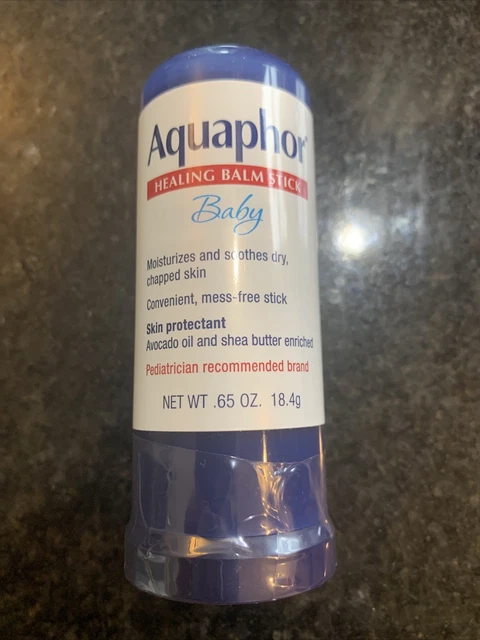 Aquaphor
HEALING BALM STICK
Baby
Moisturizes and soothes dry,
chapped skin
Convenient, mess-free stick
Skin protectant
Avocado oil and shea butter enriched
Pediatrician recommended brand
NET WT .65 OZ. 18.4g